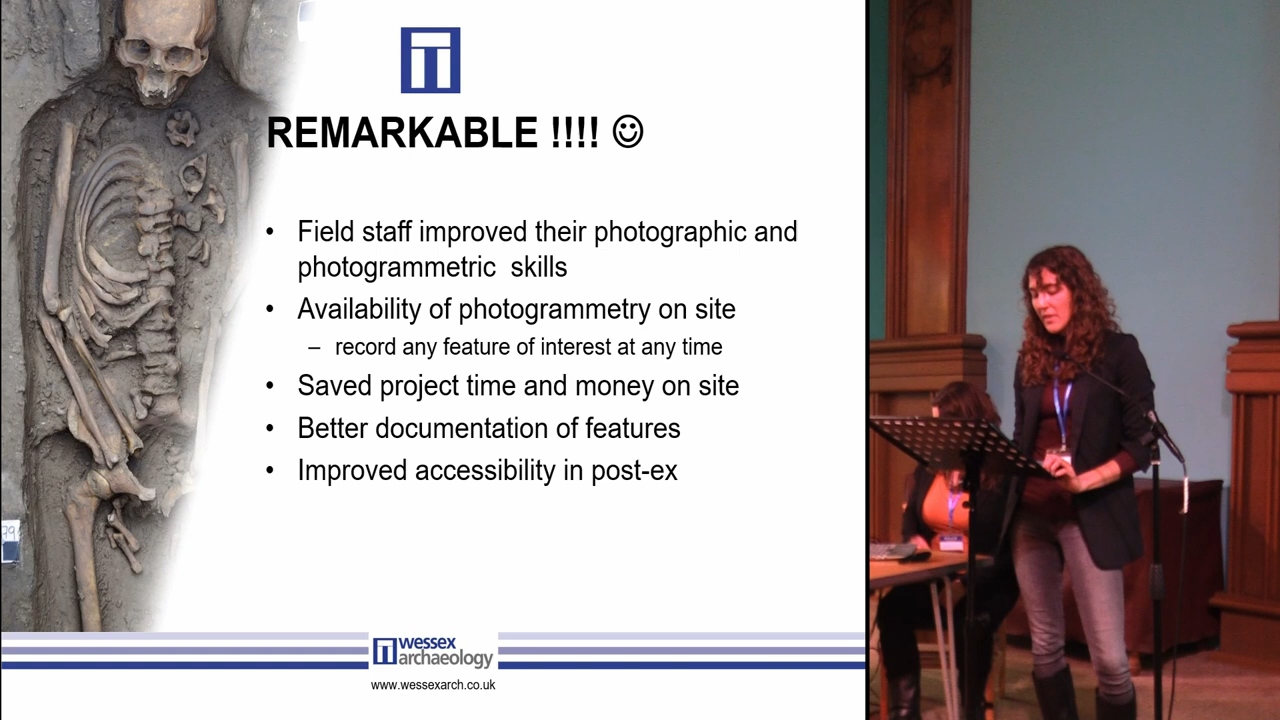 REMARKABLE !!!! ☺
• Field staff improved their photographic and
photogrammetric skills
• Availability of photogrammetry on site
– record any feature of interest at any time
• Saved project time and money on site
• Better documentation of features
• Improved accessibility in post-ex
wessex
archaeology
www.wessexarch.co.uk